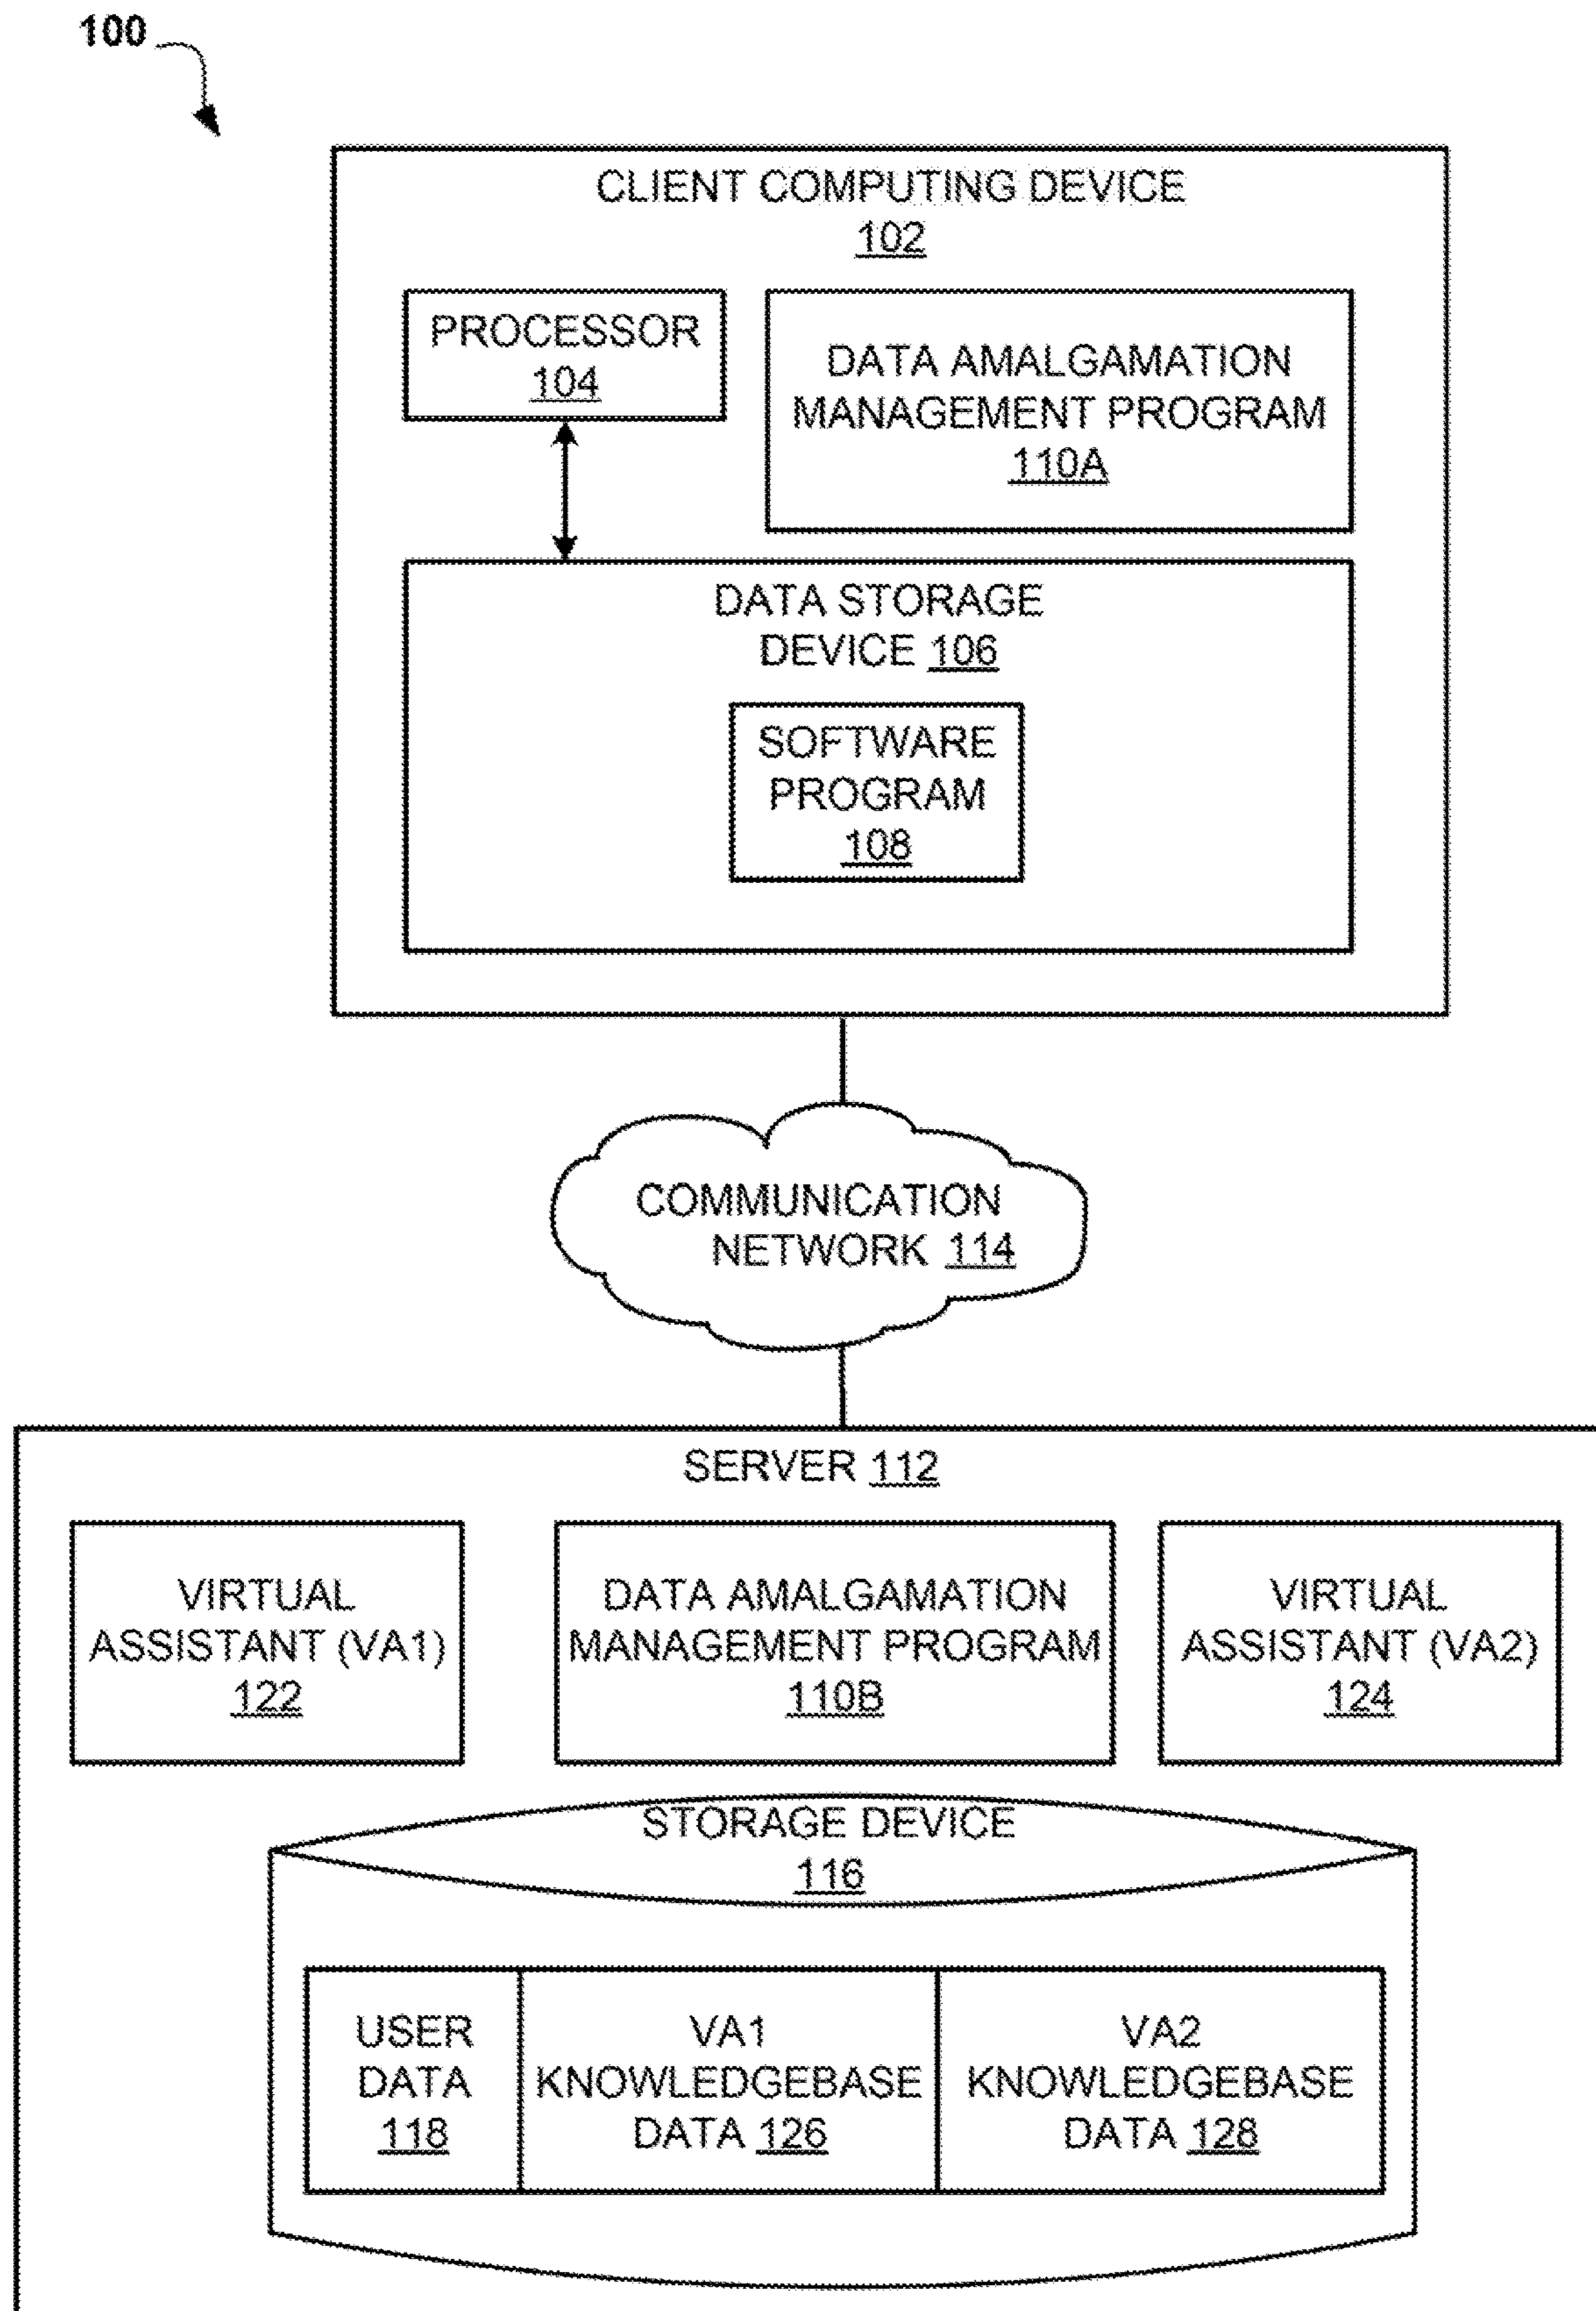 100
CLIENT COMPUTING DEVICE
102
PROCESSOR
104
DATA AMALGAMATION
MANAGEMENT PROGRAM
110A
DATA STORAGE
DEVICE 106
SOFTWARE
PROGRAM
108
COMMUNICATION
NETWORK 114
SERVER 112
VIRTUAL
ASSISTANT (VA1)
122
DATA AMALGAMATION
MANAGEMENT PROGRAM
110B
VIRTUAL
ASSISTANT (VA2)
124
STORAGE DEVICE
116
USER
DATA
118
VA1
KNOWLEDGEBASE
DATA 126
VA2
KNOWLEDGEBASE
DATA 128